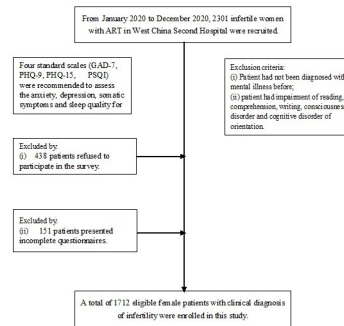 From January 2020 to December 2020, 2301 infertile women
with ART in West China Second Hospital were recruited.
Four standard scales (GAD-7,
PHQ-9, PHQ-15, PSQI)
were recommended to assess
the anxiety, depression, somatic
symptoms and sleep quality for
Exclusion criteria:
(i) Patient had not been diagnosed with
mental illness before;
(ii) patient had impairment of reading,
comprehension, writing, consciousness
disorder and cognitive disorder of
orientation.
Excluded by:
(i) 438 patients refused to
participate in the survey.
Excluded by:
(ii) 151 patients presented
incomplete questionnaires.
A total of 1712 eligible female patients with clinical diagnosis
of infertility were enrolled in this study.